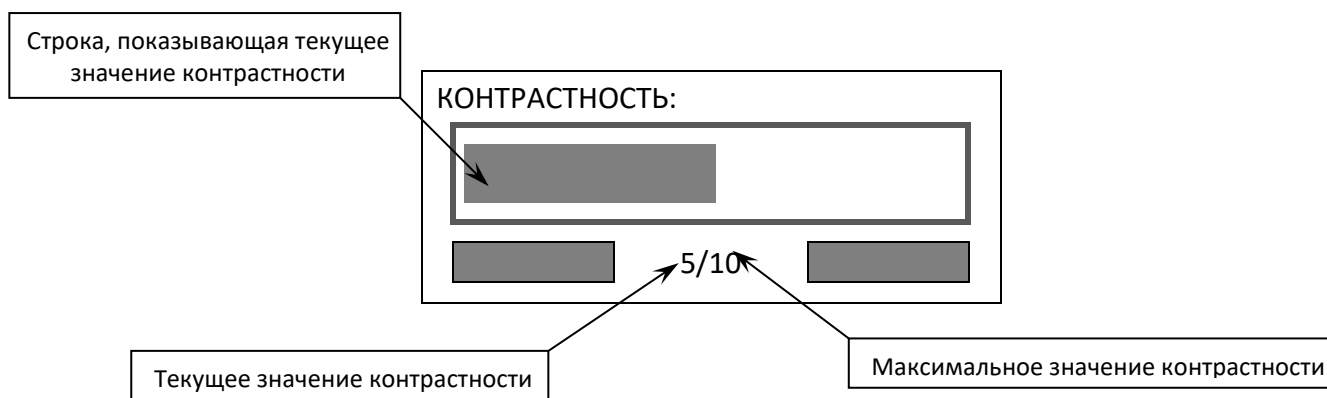 Строка, показывающая текущее
значение контрастности
КОНТРАСТНОСТЬ:
5/10
Текущее значение контрастности
Максимальное значение контрастности